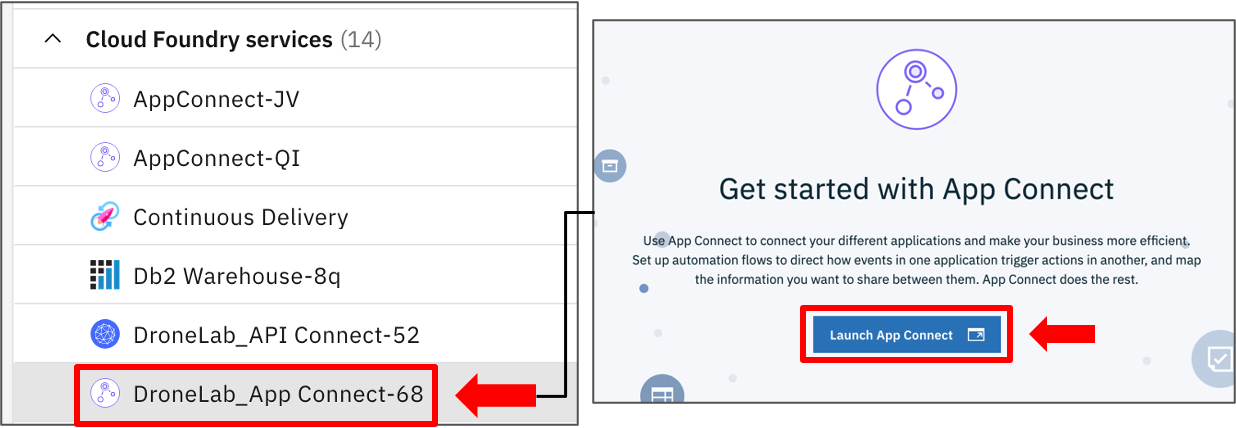 Cloud Foundry services (14)
AppConnect-JV
AppConnect-QI
Continuous Delivery
Db2 Warehouse-8q
DroneLab_API Connect-52
DroneLab_App Connect-68
Get started with App Connect
Use App Connect to connect your different applications and make your business more efficient.
Set up automation flows to direct how events in one application trigger actions in another, and map
the information you want to share between them. App Connect does the rest.
Launch App Connect